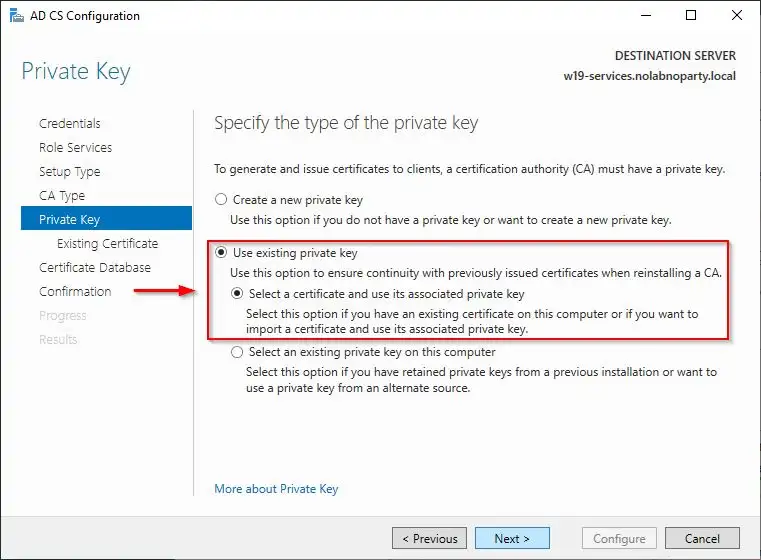 AD CS Configuration
Private Key
DESTINATION SERVER
w19-services.nolabnoparty.local
Credentials
Role Services
Setup Type
CA Type
Private Key
Existing Certificate
Certificate Database
Confirmation
Progress
Results
Specify the type of the private key
To generate and issue certificates to clients, a certification authority (CA) must have a private key.
Create a new private key
Use this option if you do not have a private key or want to create a new private key.
Use existing private key
Use this option to ensure continuity with previously issued certificates when reinstalling a CA.
Select a certificate and use its associated private key
Select this option if you have an existing certificate on this computer or if you want to
import a certificate and use its associated private key.
Select an existing private key on this computer
Select this option if you have retained private keys from a previous installation or want to
use a private key from an alternate source.
More about Private Key
< Previous
Next >
Configure
Cancel